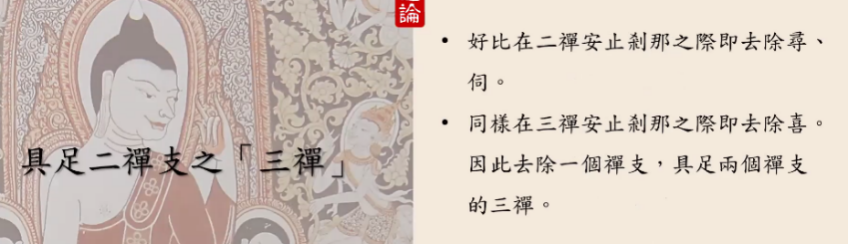 論
具足二禪支之「三禪」
• 好比在二禪安止剎那之際即去除尋、
伺。
• 同樣在三禪安止剎那之際即去除喜。
因此去除一個禪支，具足兩個禪支
的三禪。